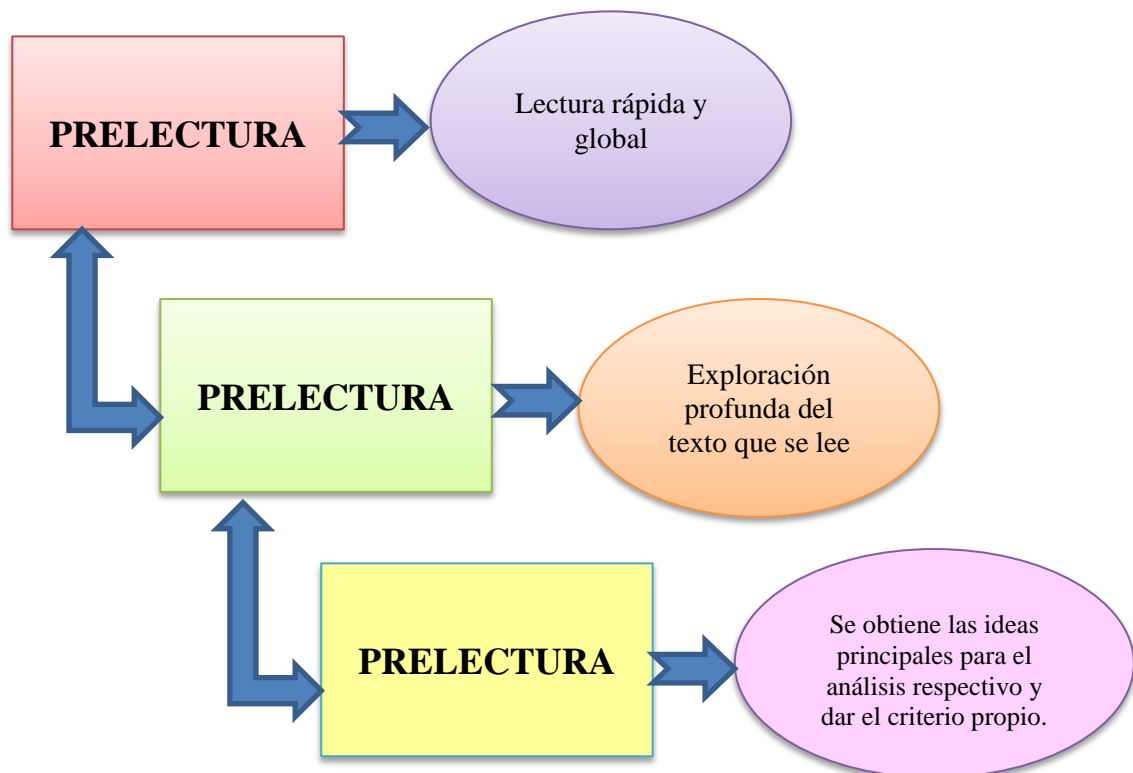 PRELECTURA
Lectura rápida y
global
PRELECTURA
Exploración
profunda del
texto que se lee
PRELECTURA
Se obtiene las ideas
principales para el
análisis respectivo y
dar el criterio propio.